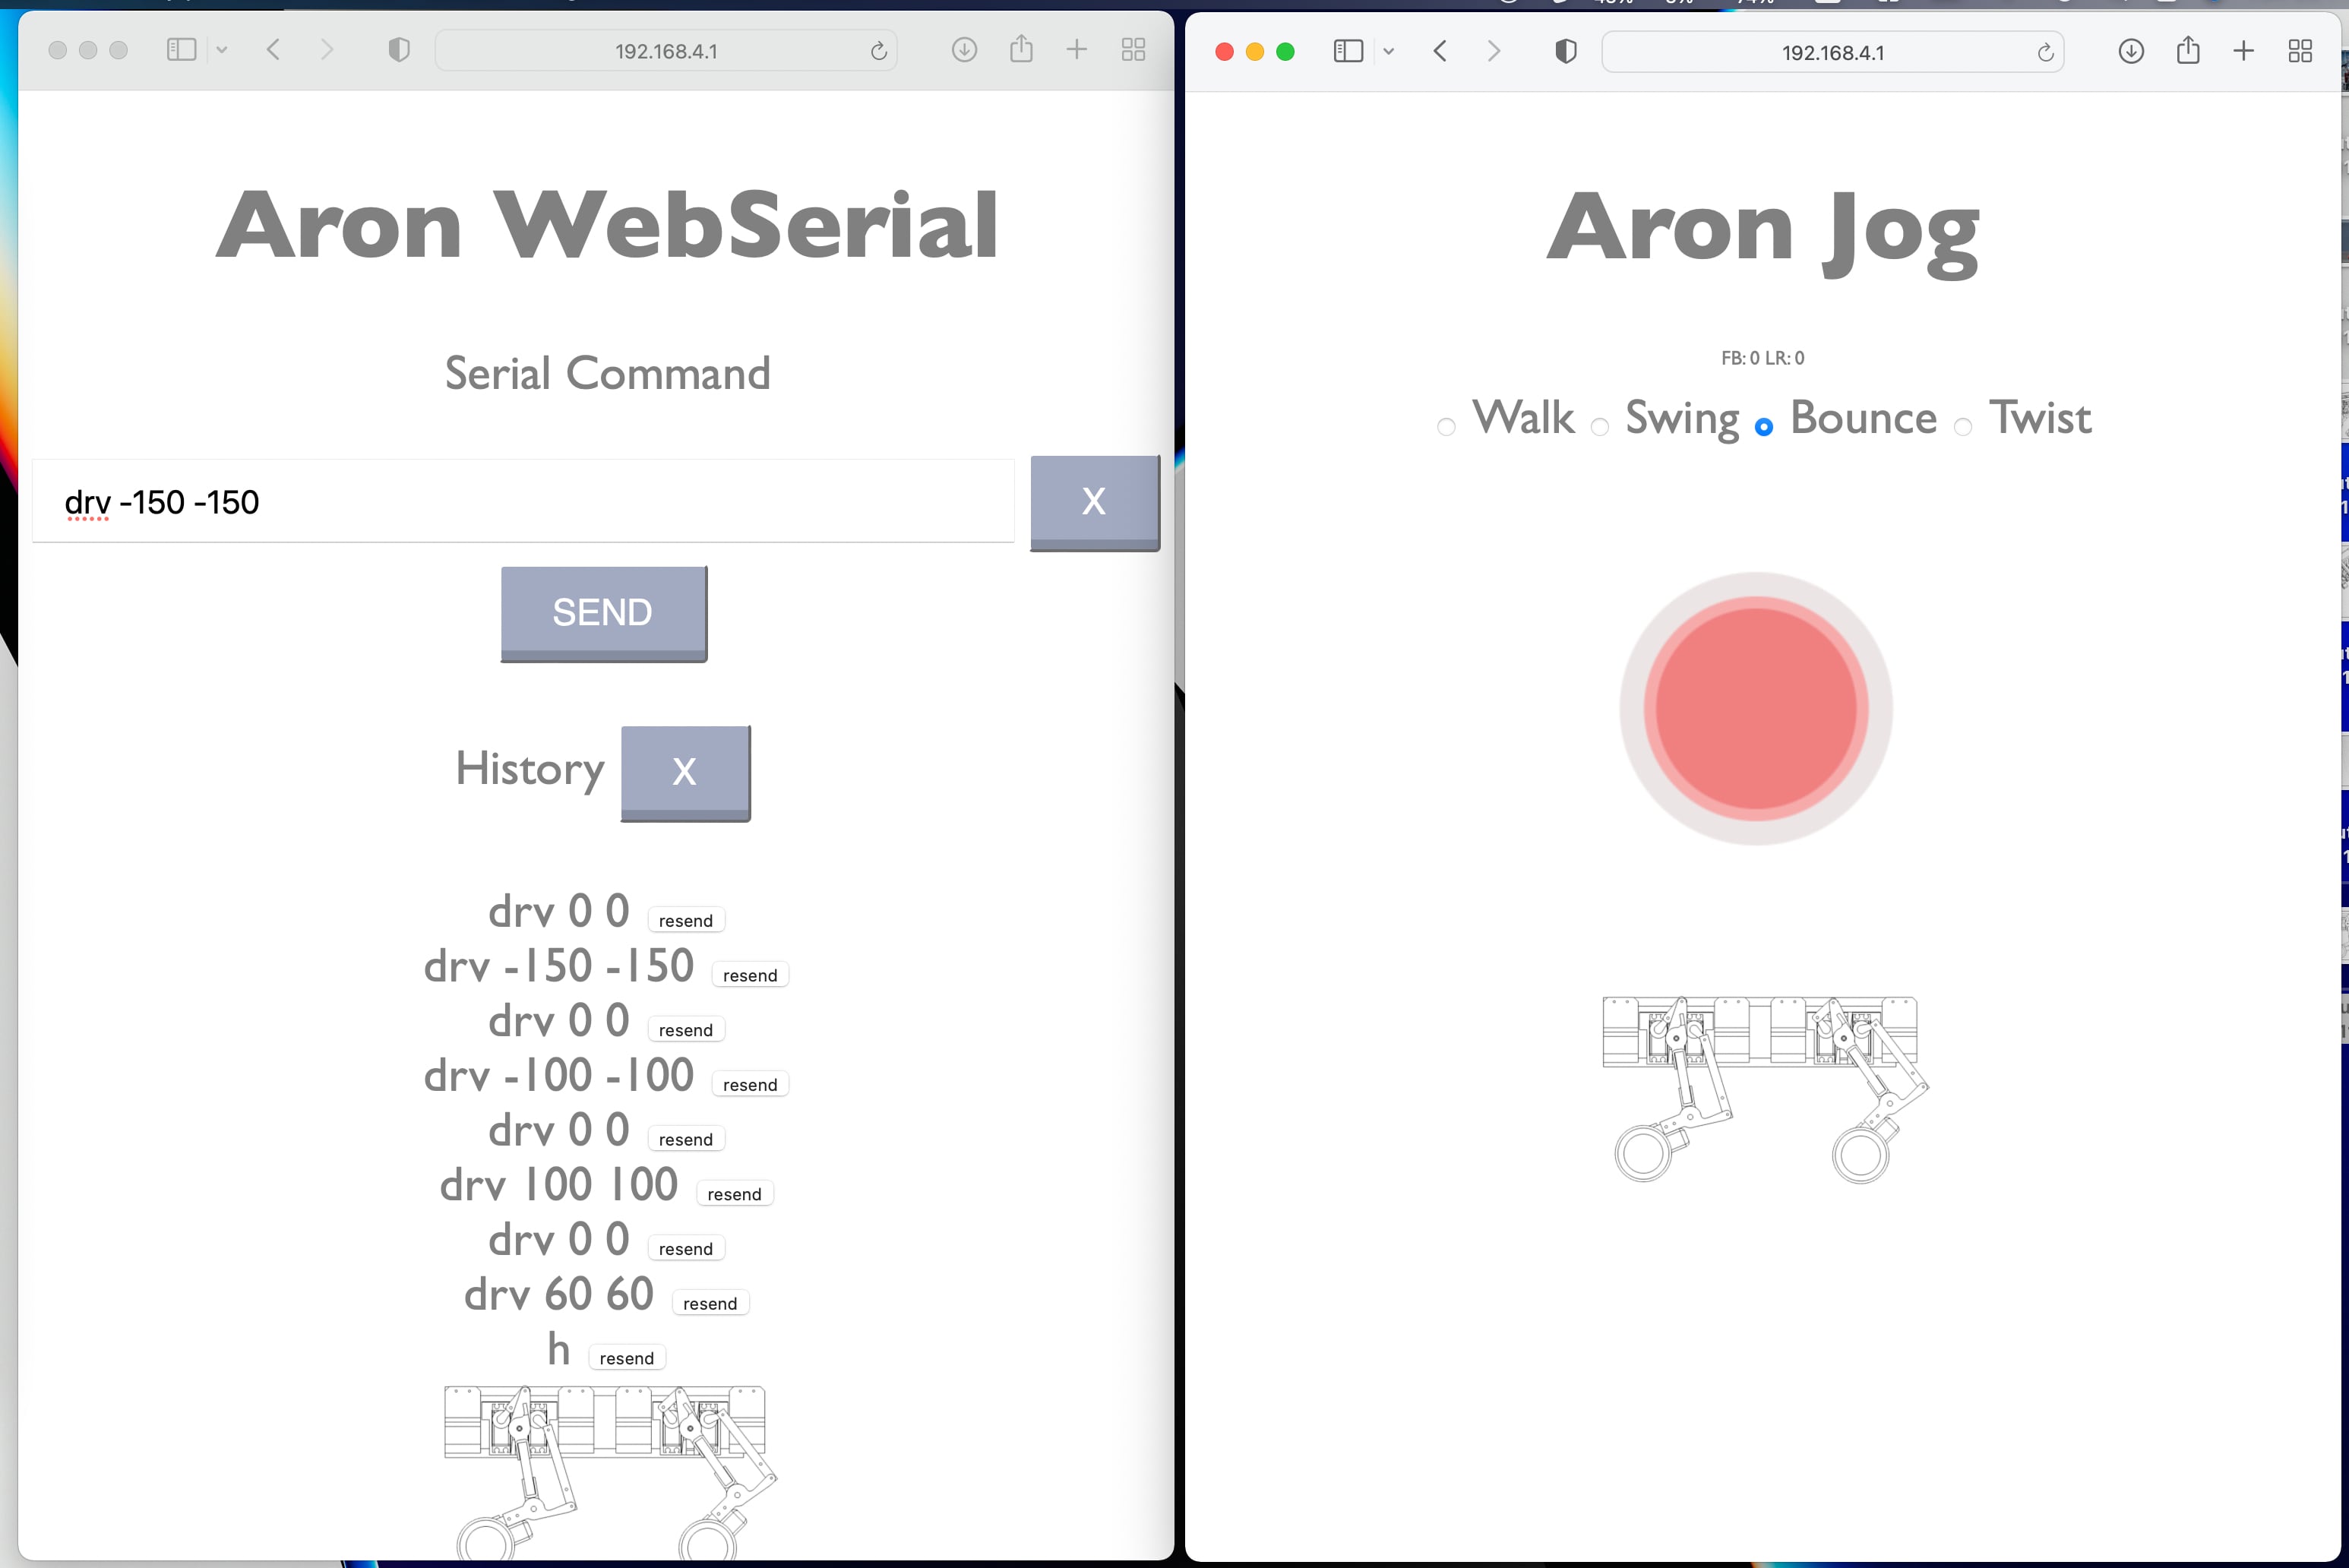 192.168.4.1
Aron WebSerial
Serial Command
drv -150 -150
X
SEND
History X
drv 0 0 resend
drv -150 -150 resend
drv 0 0 resend
drv -100 -100 resend
drv 0 0 resend
drv 100 100 resend
drv 0 0 resend
drv 60 60 resend
h resend
192.168.4.1
Aron Jog
FB: 0 LR: 0
Walk Swing Bounce Twist